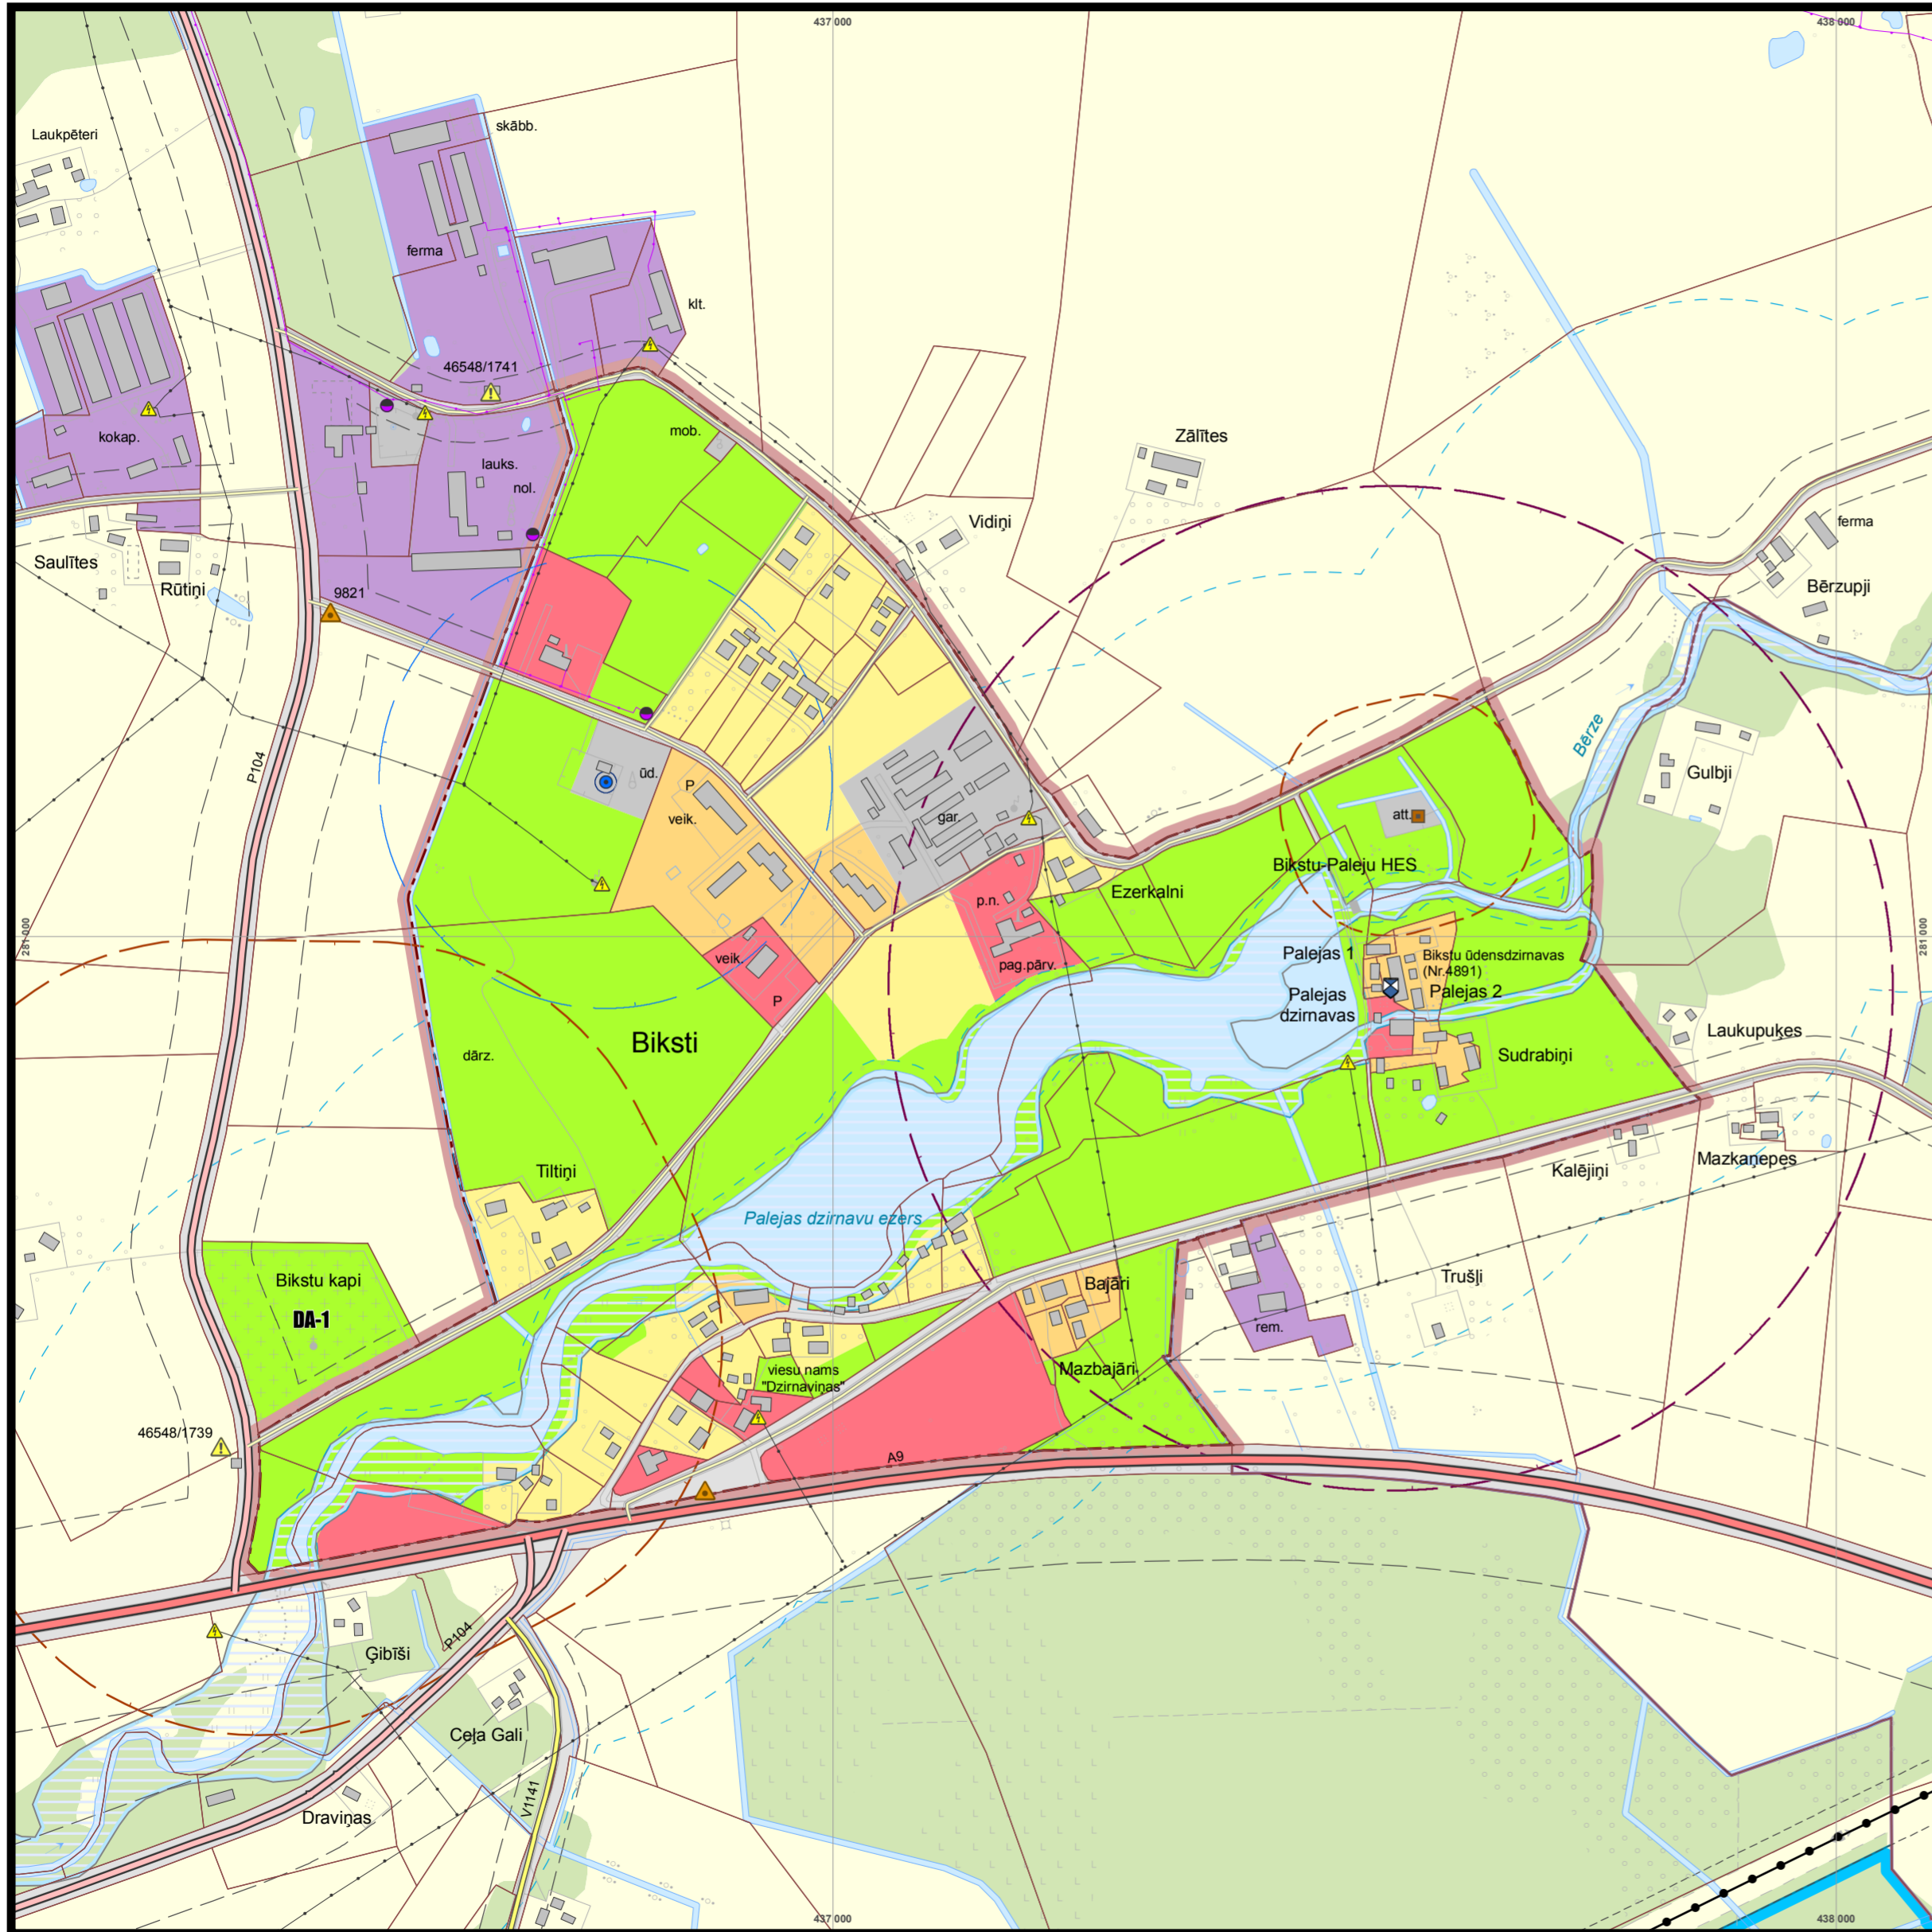 437 000
438 000
Laukpēteri
skābb.
ferma
klt.
46548/1741
kokap.
mob.
Zālītes
lauks.
nol.
Vidiņi
ferma
Saulītes
Rūtiņi
9821
Bērzupji
P104
Bērze
ūd.
P
veik.
Gulbji
gar.
att.
Bikstu-Paleju HES
Ezerkalni
p.n.
281 000
281 000
veik.
pag.pārv.
Palejas 1
Bikstu ūdensdzirnavas
(Nr.4891)
P
Palejas
dzirnavas
Palejas 2
Biksti
dārz.
Laukupuķes
Sudrabiņi
Tiltiņi
Kalējiņi
Mazkaņepes
Palejas dzirnavu ezers
Bikstu kapi
DA-1
Bajāri
Trušļi
rem.
viesu nams
"Dzirnaviņas"
Mazbajāri
46548/1739
A9
Ģibīši
P104
Ceļa Gali
V1141
Draviņas
437 000
438 000